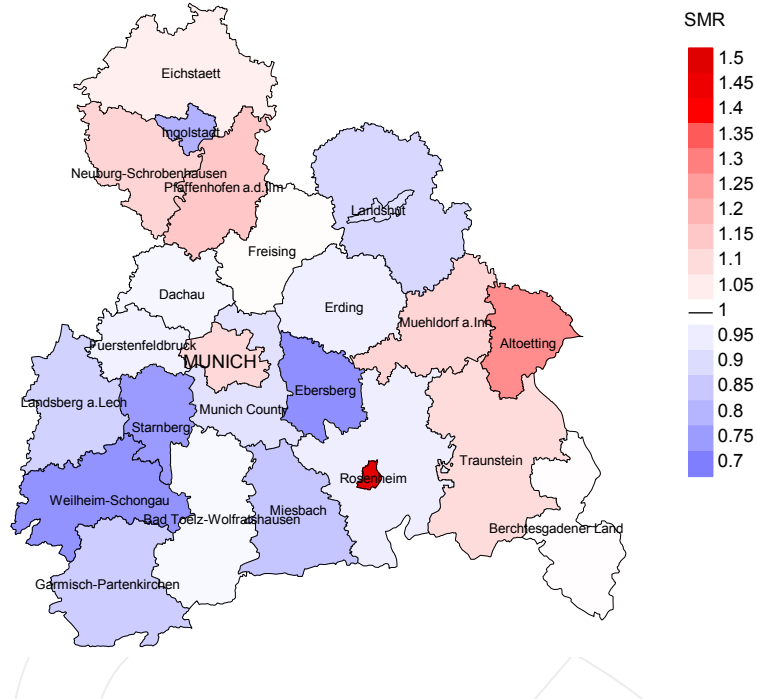 SMR
1.5
1.45
1.4
1.35
1.3
1.25
1.2
1.15
1.1
1.05
1
0.95
0.9
0.85
0.8
0.75
0.7
Eichstaett
Ingolstadt
Neuburg-Schrobenhausen
Pfaffenhofen a.d.Ilm
Landshut
Freising
Dachau
Erding
Muehldorf a.Inn
Altoetting
Fuerstenfeldbruck
MUNICH
Ebersberg
Landsberg a.Lech
Munich County
Starnberg
Traunstein
Rosenheim
Weilheim-Schongau
Miesbach
Bad Toelz-Wolfratshausen
Berchtesgadener Land
Garmisch-Partenkirchen